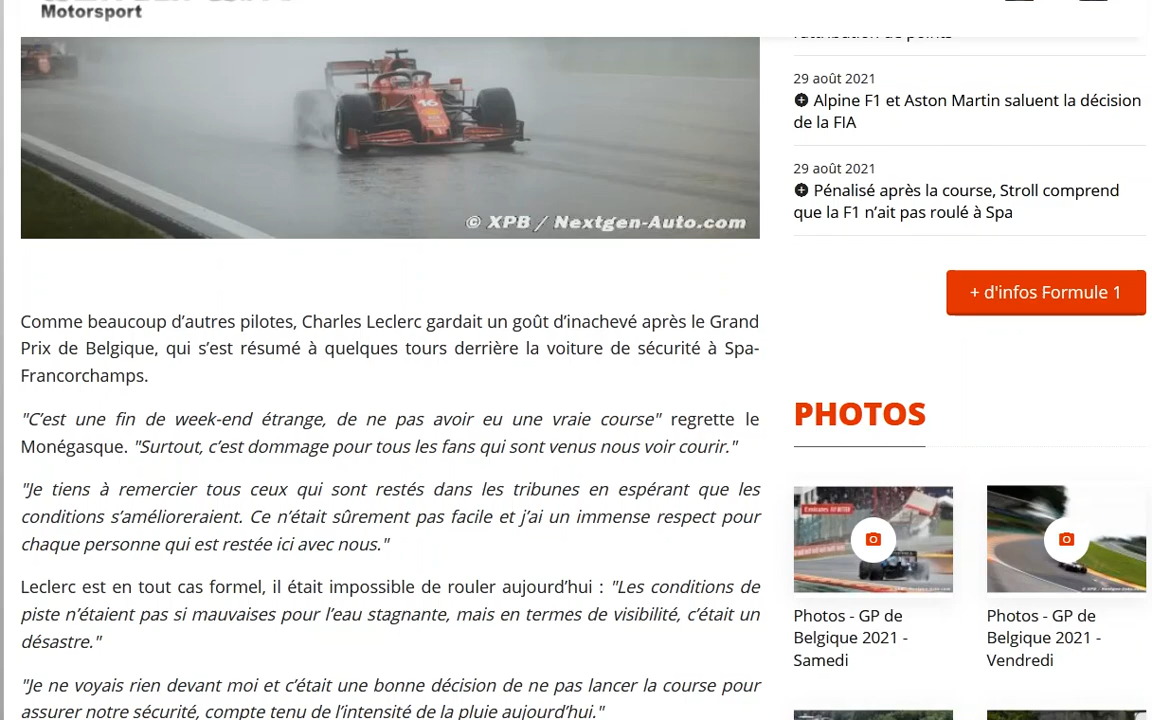 Motorsport
16
© XPB / Nextgen-Auto.com
Comme beaucoup d’autres pilotes, Charles Leclerc gardait un goût d’inachevé après le Grand
Prix de Belgique, qui s’est résumé à quelques tours derrière la voiture de sécurité à Spa-
Francorchamps.
"C’est une fin de week-end étrange, de ne pas avoir eu une vraie course" regrette le
Monégasque. "Surtout, c’est dommage pour tous les fans qui sont venus nous voir courir."
"Je tiens à remercier tous ceux qui sont restés dans les tribunes en espérant que les
conditions s’amélioreraient. Ce n’était sûrement pas facile et j’ai un immense respect pour
chaque personne qui est restée ici avec nous."
Leclerc est en tout cas formel, il était impossible de rouler aujourd’hui : "Les conditions de
piste n’étaient pas si mauvaises pour l’eau stagnante, mais en termes de visibilité, c’était un
désastre."
"Je ne voyais rien devant moi et c’était une bonne décision de ne pas lancer la course pour
assurer notre sécurité, compte tenu de l’intensité de la pluie aujourd’hui."
29 août 2021
Alpine F1 et Aston Martin saluent la décision
de la FIA
29 août 2021
Pénalisé après la course, Stroll comprend
que la F1 n’ait pas roulé à Spa
+ d'infos Formule 1
PHOTOS
Photos - GP de
Belgique 2021 -
Samedi
Photos - GP de
Belgique 2021 -
Vendredi